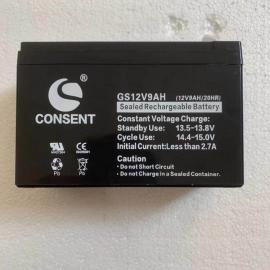 CONSENT
®
GS12V9AH
(12V9AH/20HR)
Sealed Rechargeable Battery
Constant Voltage Charge:
Standby Use: 13.5-13.8V
Cycle Use: 14.4-15.0V
Initial Current: Less than 2.7A
Caution:
Do not Short Circuit
Do not Charge in a Sealed Container
Pb